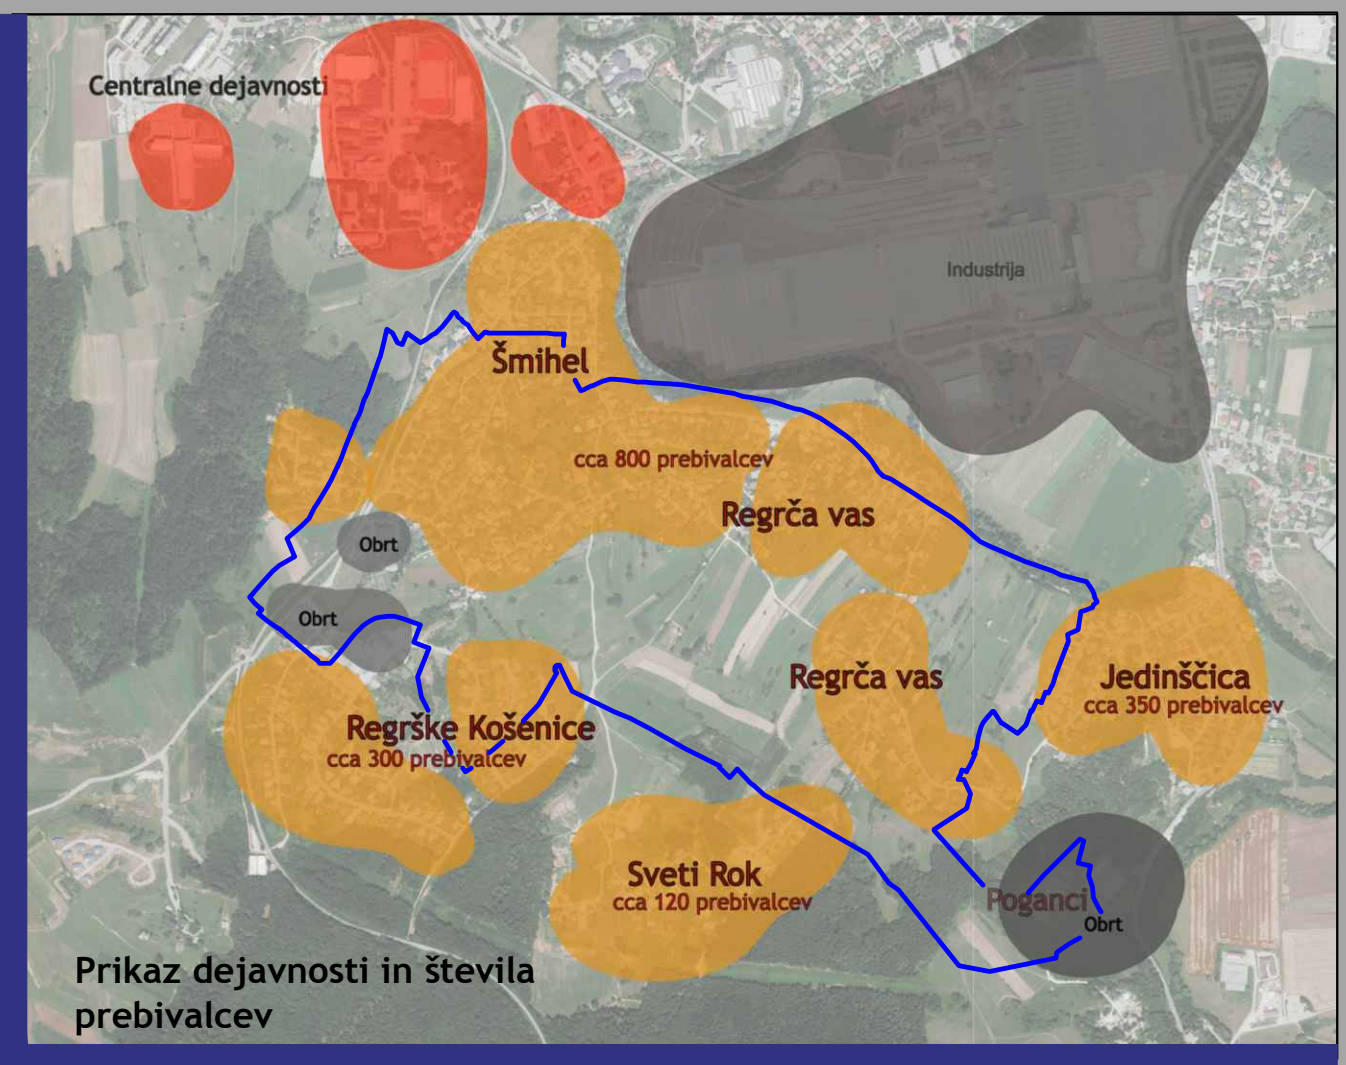 Centralne dejavnosti
Industrija
Šmihel
cca 800 prebivalcev
Regrča vas
Obrt
Obrt
Regrča vas
Jedinščica
cca 350 prebivalcev
Regrške Košenice
cca 300 prebivalcev
Sveti Rok
cca 120 prebivalcev
Poganci
Obrt
Prikaz dejavnosti in števila
prebivalcev